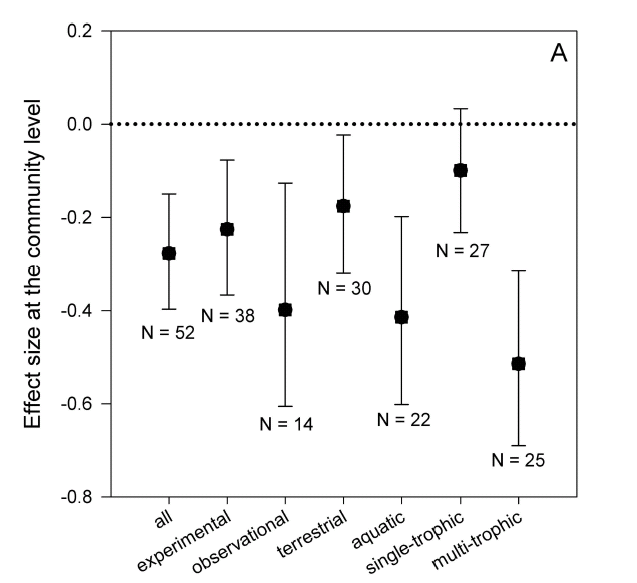 A
Effect size at the community level
0.2
0.0
-0.2
-0.4
-0.6
-0.8
N = 52
N = 38
N = 14
N = 30
N = 22
N = 27
N = 25
all
experimental
observational
terrestrial
aquatic
single-trophic
multi-trophic